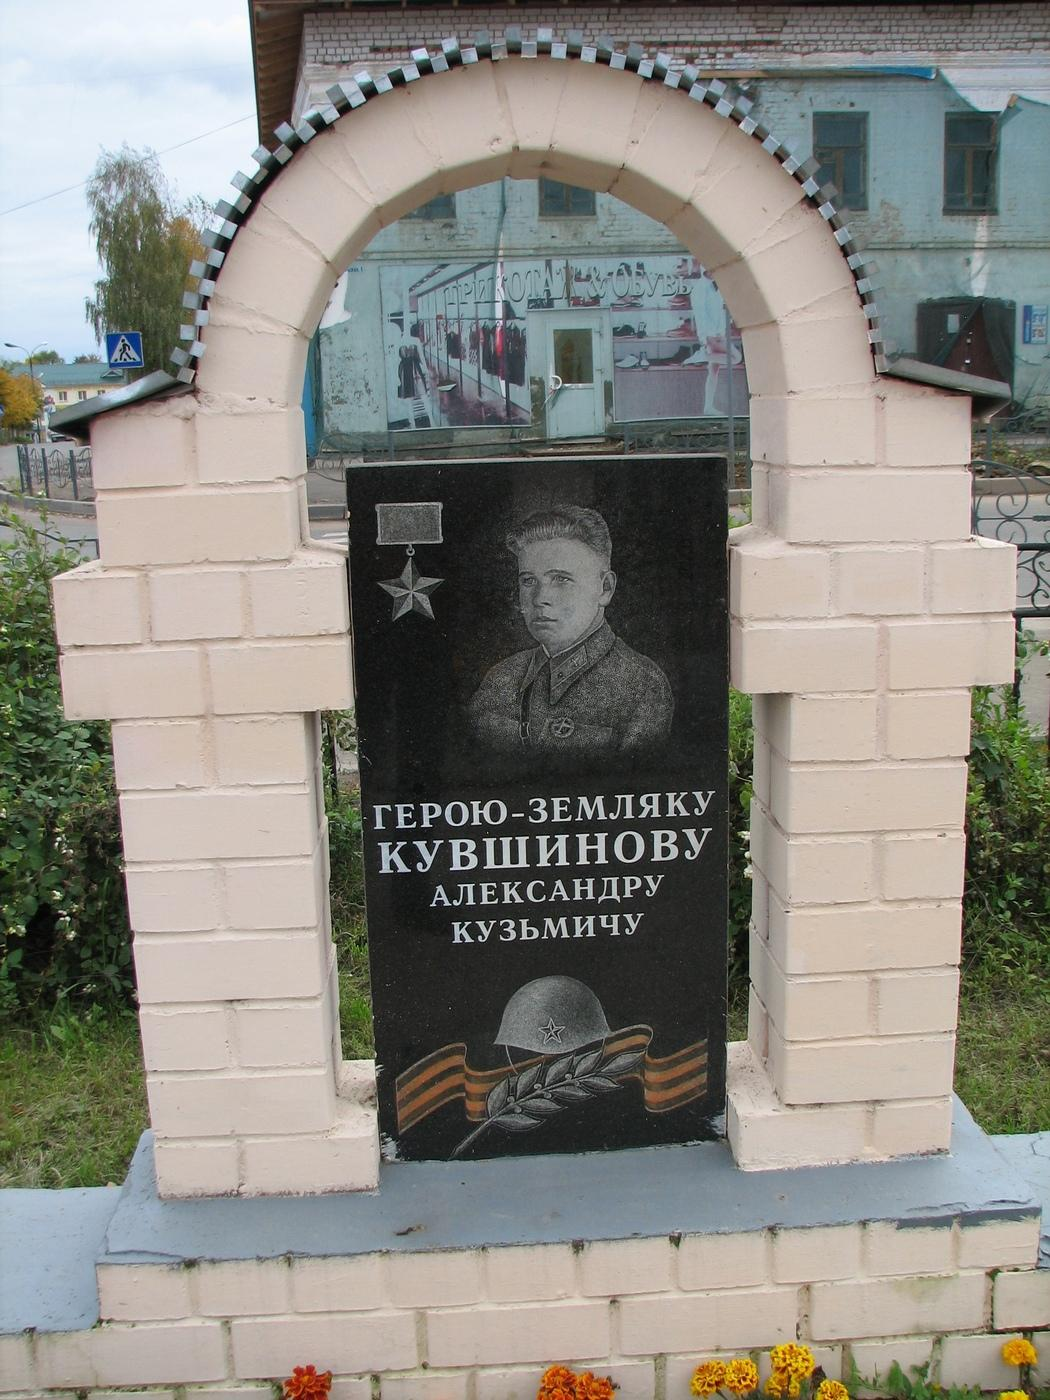 ТРИКОТАЖ & ОБУВЬ
ГЕРОЮ-ЗЕМЛЯКУ
КУВШИНОВУ
АЛЕКСАНДРУ
КУЗЬМИЧУ